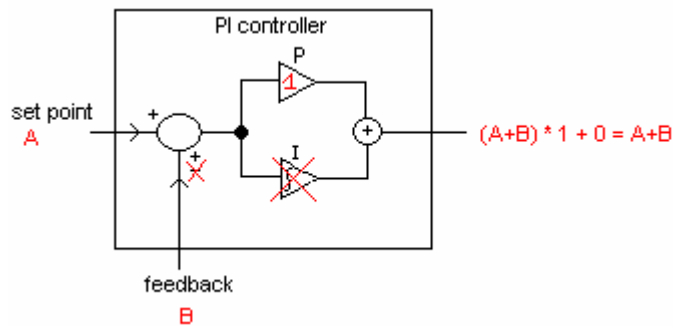 PI controller
P
1
set point
A
+
+
(A+B) * 1 + 0 = A+B
+
-
I
∫
feedback
B